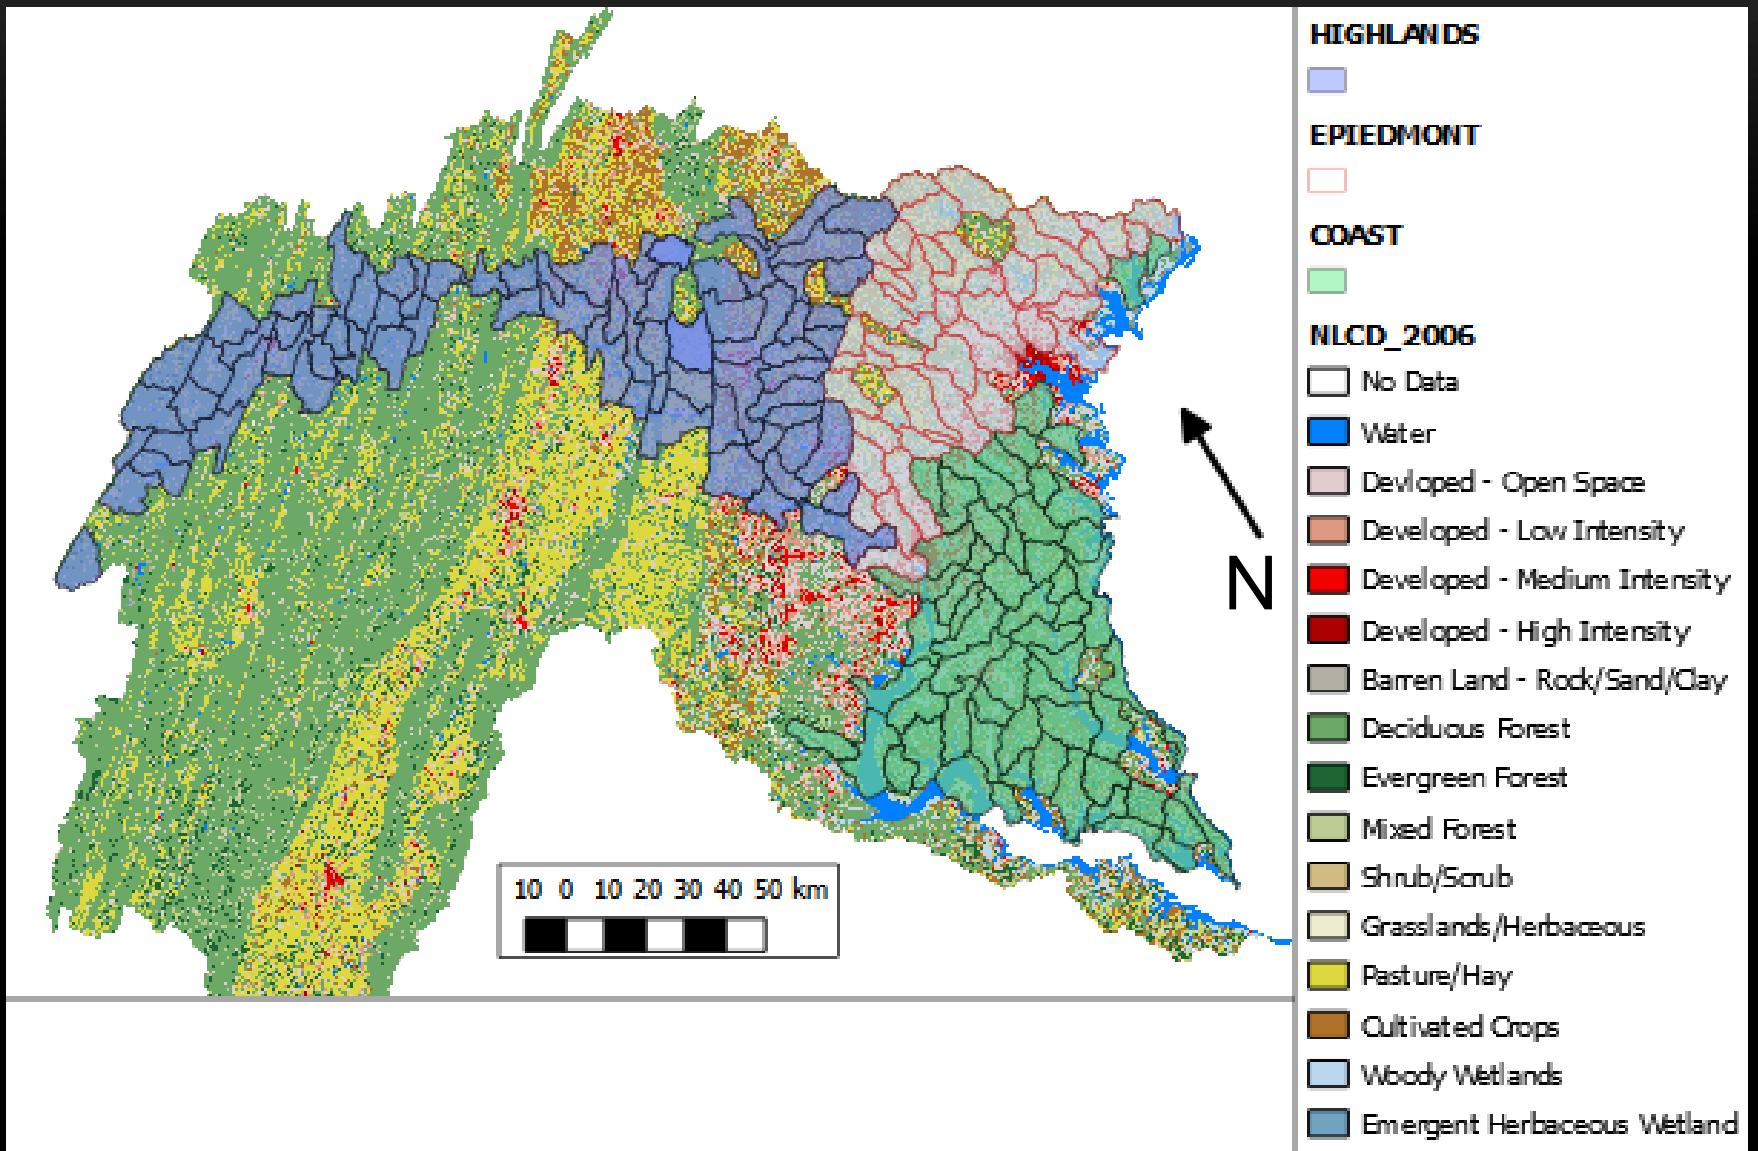 HIGHLANDS
EPIEDMONT
COAST
NLCD_2006
No Data
Water
Devloped - Open Space
Developed - Low Intensity
Developed - Medium Intensity
Developed - High Intensity
Barren Land - Rock/Sand/Clay
Deciduous Forest
Evergreen Forest
Mixed Forest
Shrub/Scrub
Grasslands/Herbaceous
Pasture/Hay
Cultivated Crops
Woody Wetlands
Emergent Herbaceous Wetland
N
10 0 10 20 30 40 50 km